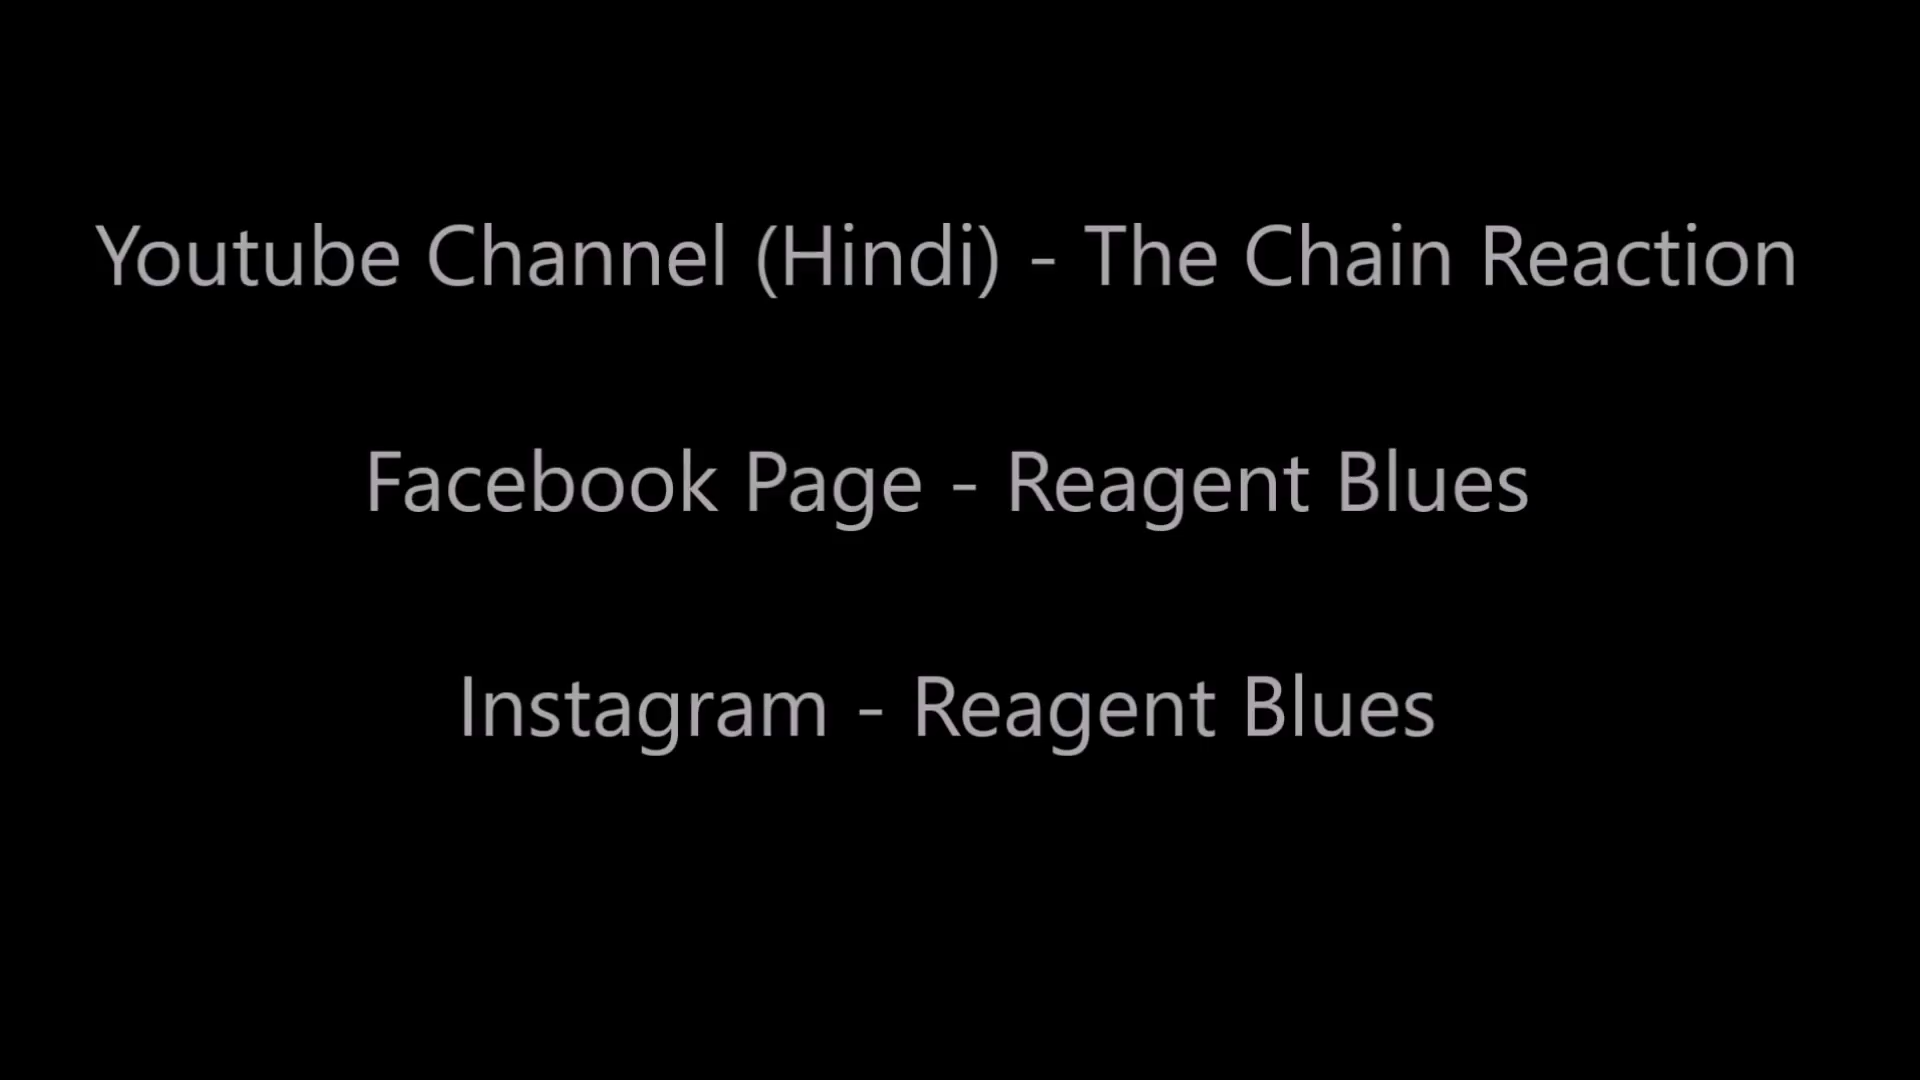 Youtube Channel (Hindi) - The Chain Reaction
Facebook Page - Reagent Blues
Instagram - Reagent Blues